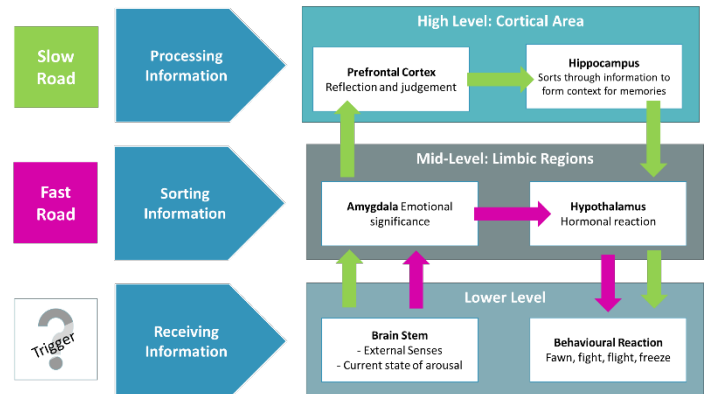 Slow
Road
Processing
Information
High Level: Cortical Area
Prefrontal Cortex
Reflection and judgement
Hippocampus
Sorts through information to
form context for memories
Fast
Road
Sorting
Information
Mid-Level: Limbic Regions
Amygdala Emotional
significance
Hypothalamus
Hormonal reaction
?
Trigger
Receiving
Information
Lower Level
Brain Stem
- External Senses
- Current state of arousal
Behavioural Reaction
Fawn, fight, flight, freeze